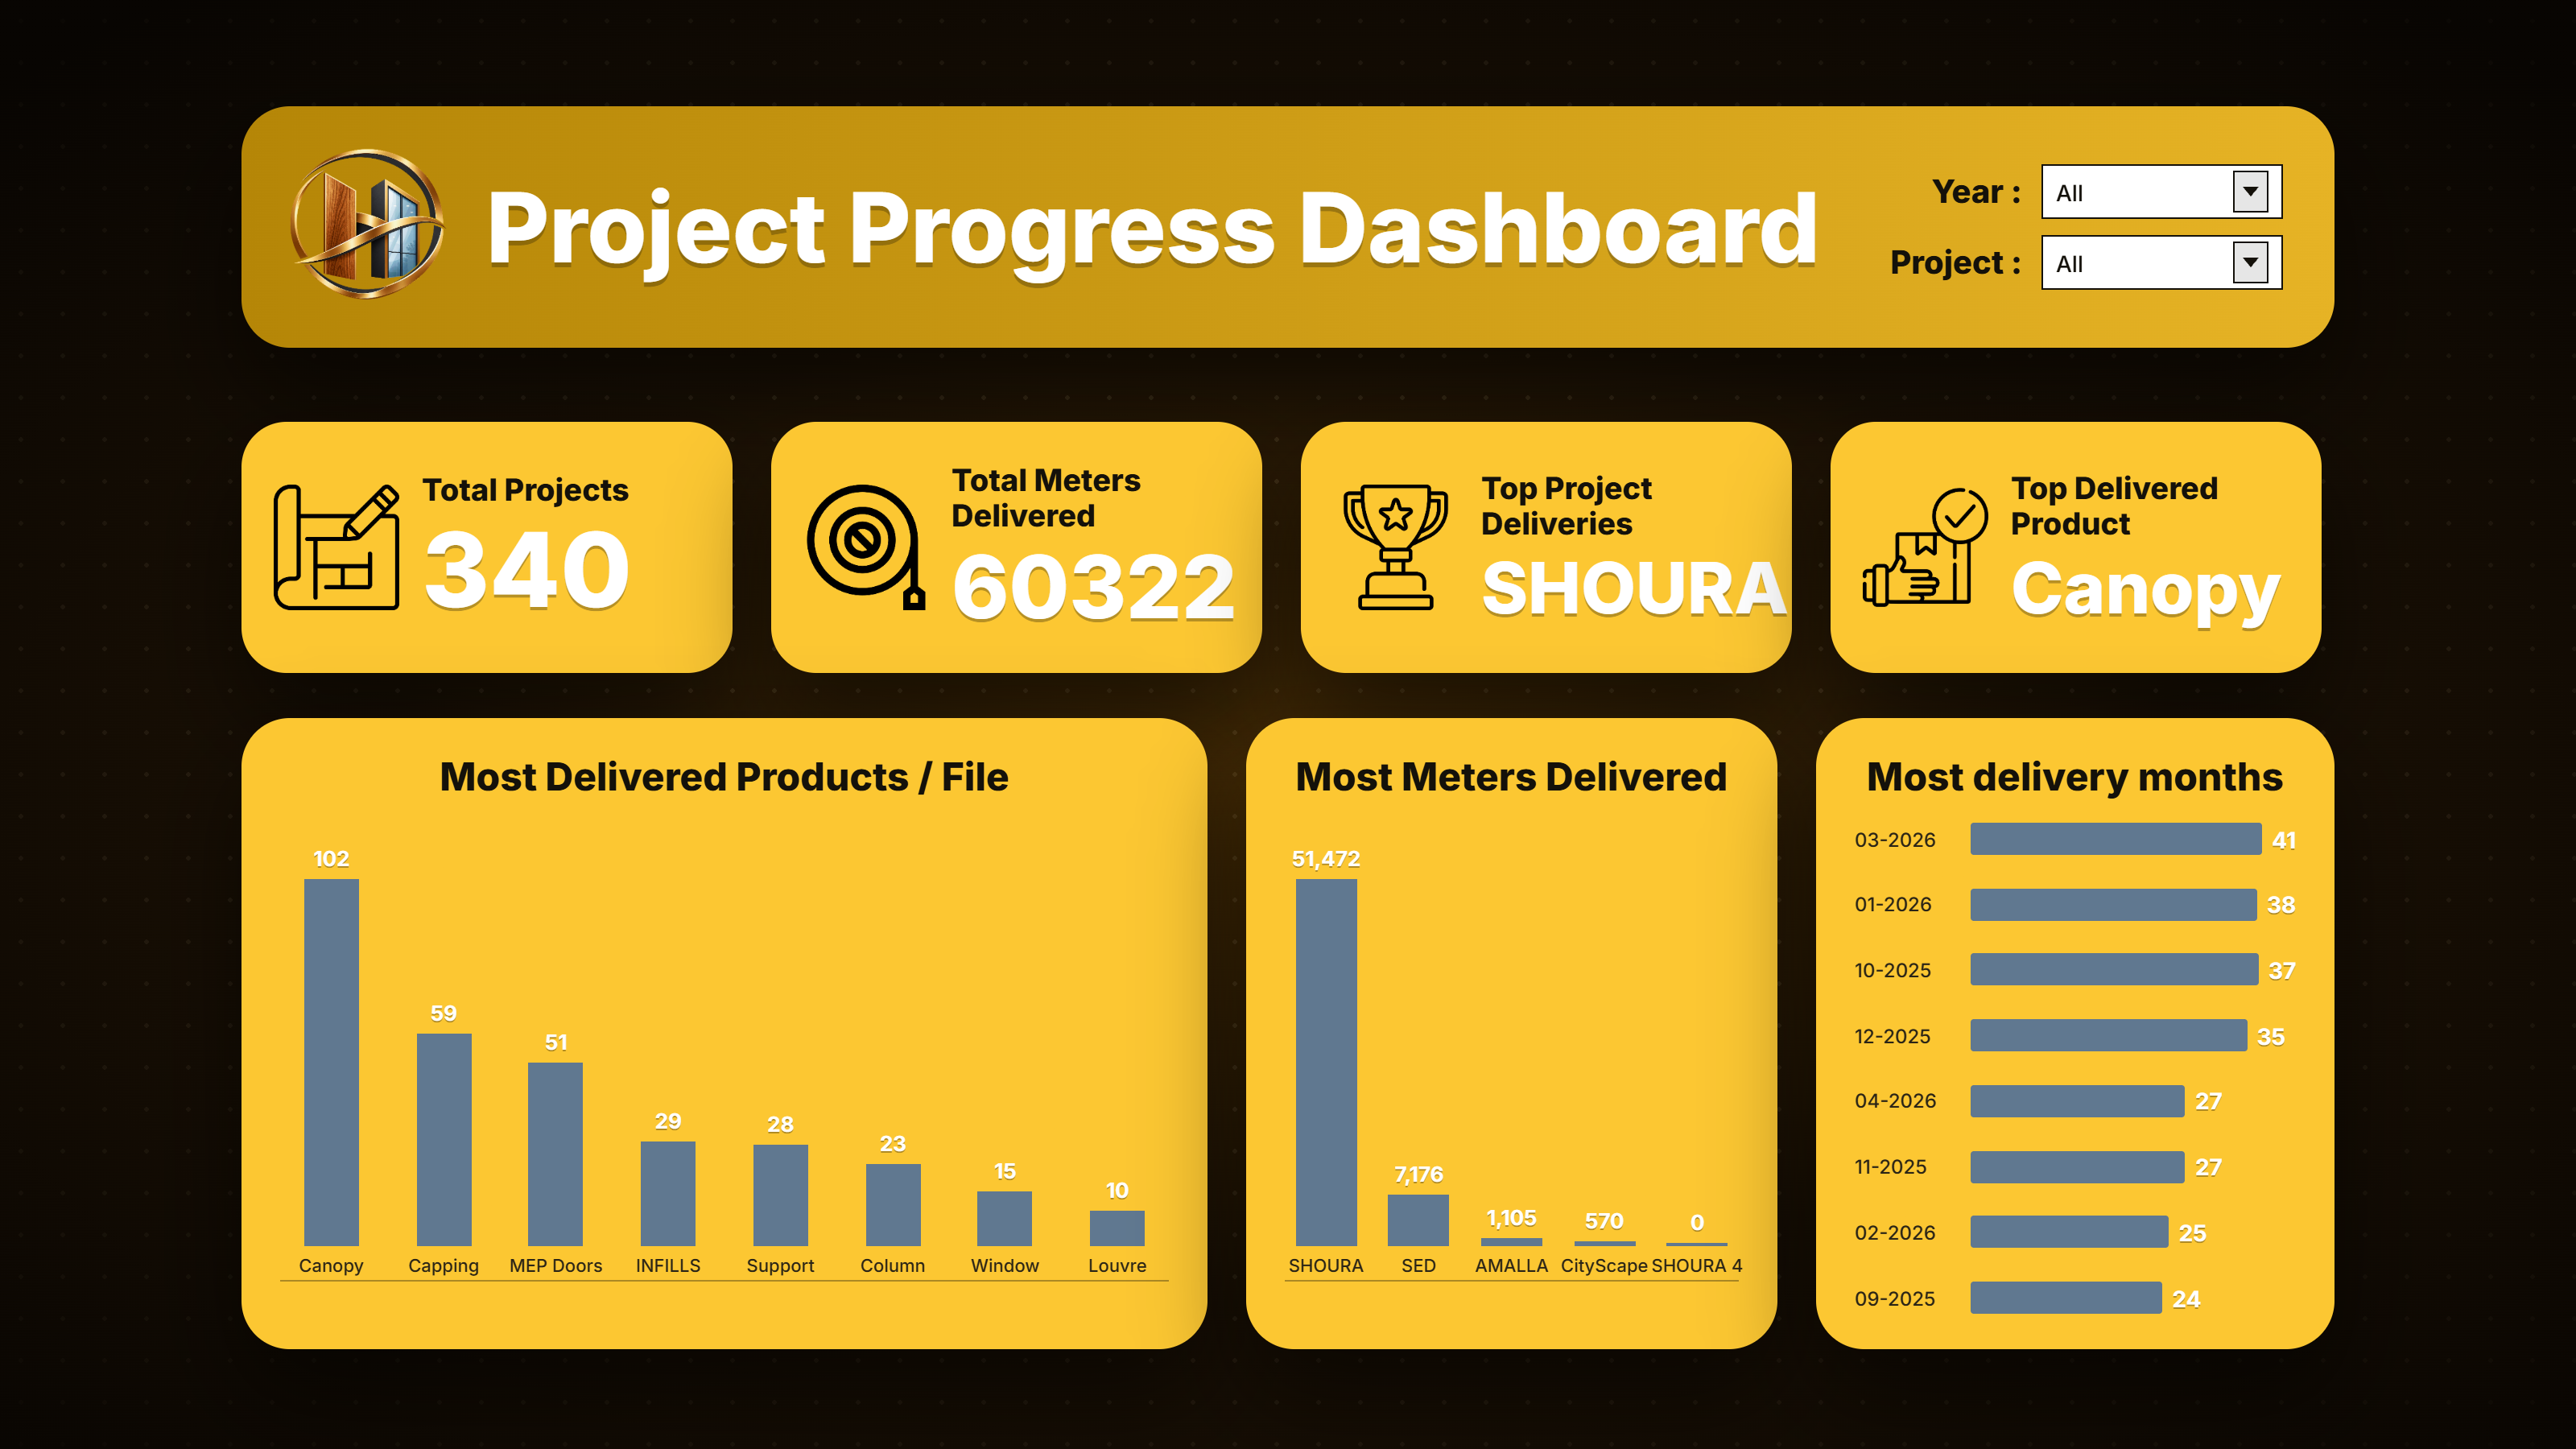 Project Progress Dashboard
Year :
All
Project :
All
Total Projects
340
Total Meters
Delivered
60322
Top Project
Deliveries
SHOURA
Top Delivered
Product
Canopy
Most Delivered Products / File
102
59
51
29
28
23
15
10
Canopy
Capping
MEP Doors
INFILLS
Support
Column
Window
Louvre
Most Meters Delivered
51,472
7,176
1,105
570
0
SHOURA
SED
AMALLA
CityScape
SHOURA 4
Most delivery months
03-2026 41
01-2026 38
10-2025 37
12-2025 35
04-2026 27
11-2025 27
02-2026 25
09-2025 24